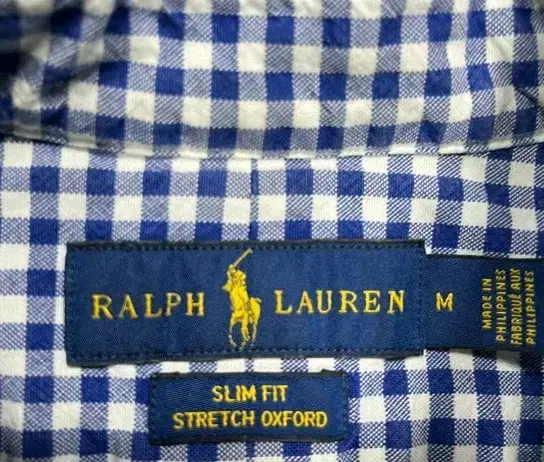 RALPH LAUREN
M
MADE IN
PHILIPPINES
FABRIQUÉ AUX
PHILIPPINES
SLIM FIT
STRETCH OXFORD